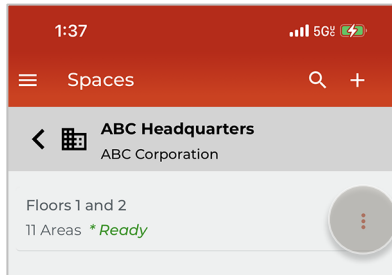 1:37
5G
Spaces
ABC Headquarters
ABC Corporation
Floors 1 and 2
11 Areas * Ready